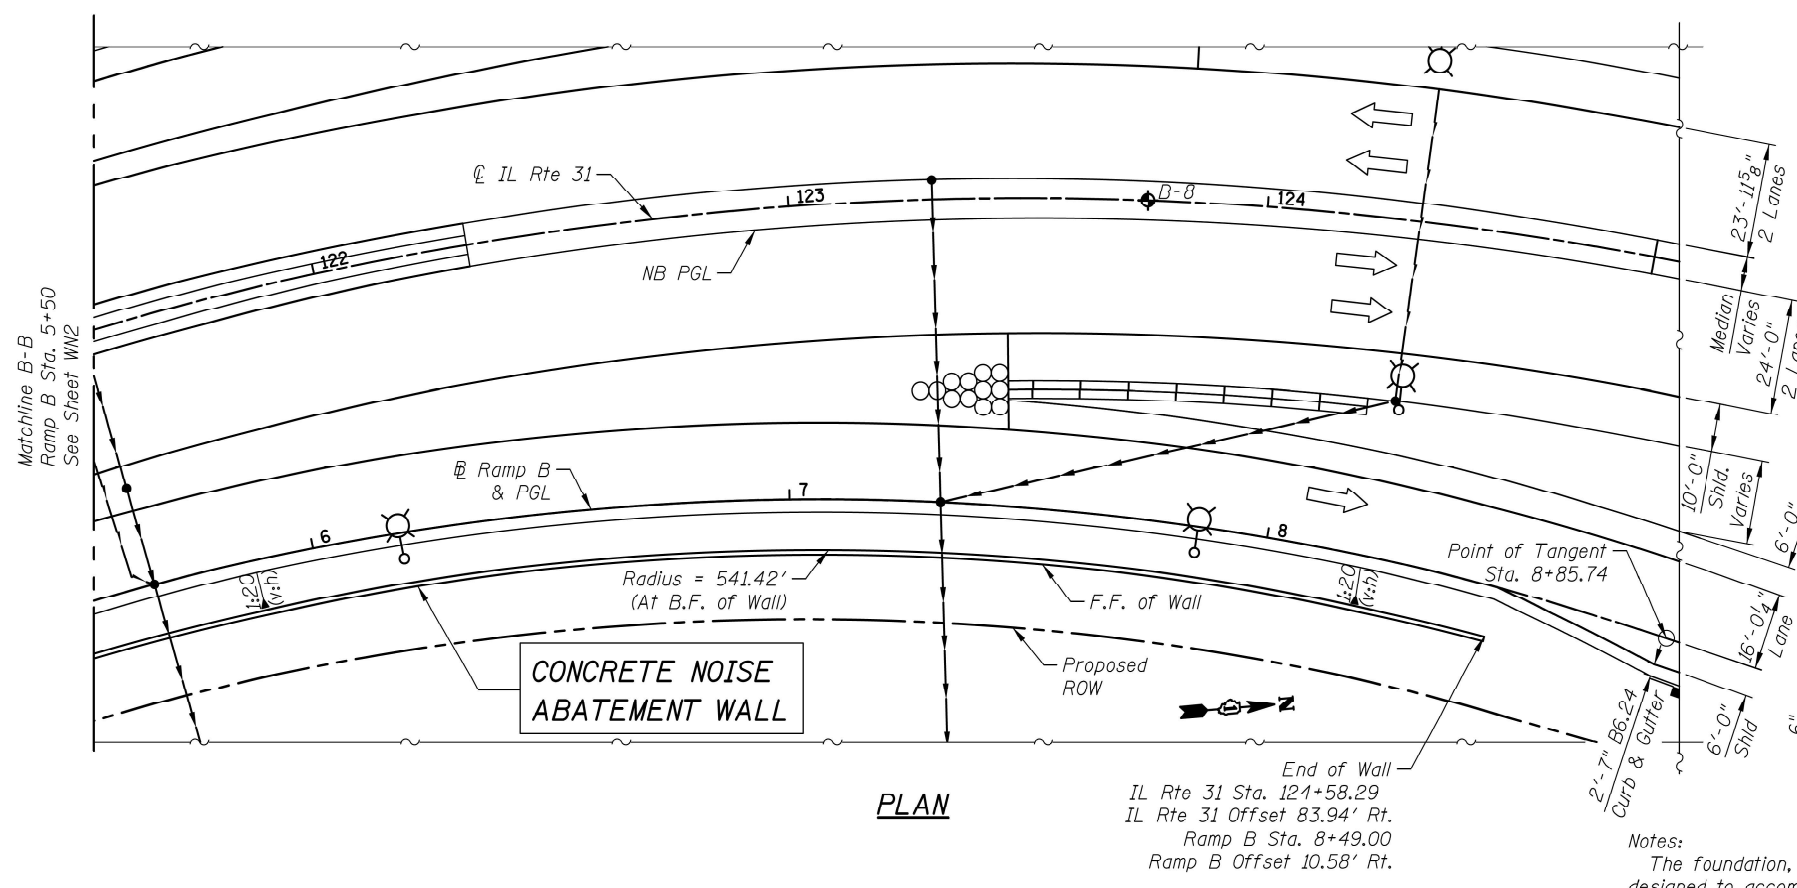 ℄ IL Rte 31
123
B-8
124
122
NB PGL
Matchline B-B
Ramp B Sta. 5+50
See Sheet WN2
23'-11⅝"
2 Lanes
Median
Varies
24'-0"
10'-0"
Shld.
Varies
6'-0"
16'-0¼"
Lane
6'-0"
Shld
6"
2'-7" B6.24
Curb & Gutter
℄ Ramp B
& PGL
7
6
8
1:20
(v:h)
Radius = 541.42'
(At B.F. of Wall)
F.F. of Wall
1:20
(v:h)
Point of Tangent
Sta. 8+85.74
CONCRETE NOISE
ABATEMENT WALL
Proposed
ROW
N
PLAN
End of Wall
IL Rte 31 Sta. 124+58.29
IL Rte 31 Offset 83.94' Rt.
Ramp B Sta. 8+49.00
Ramp B Offset 10.58' Rt.
Notes:
The foundation,